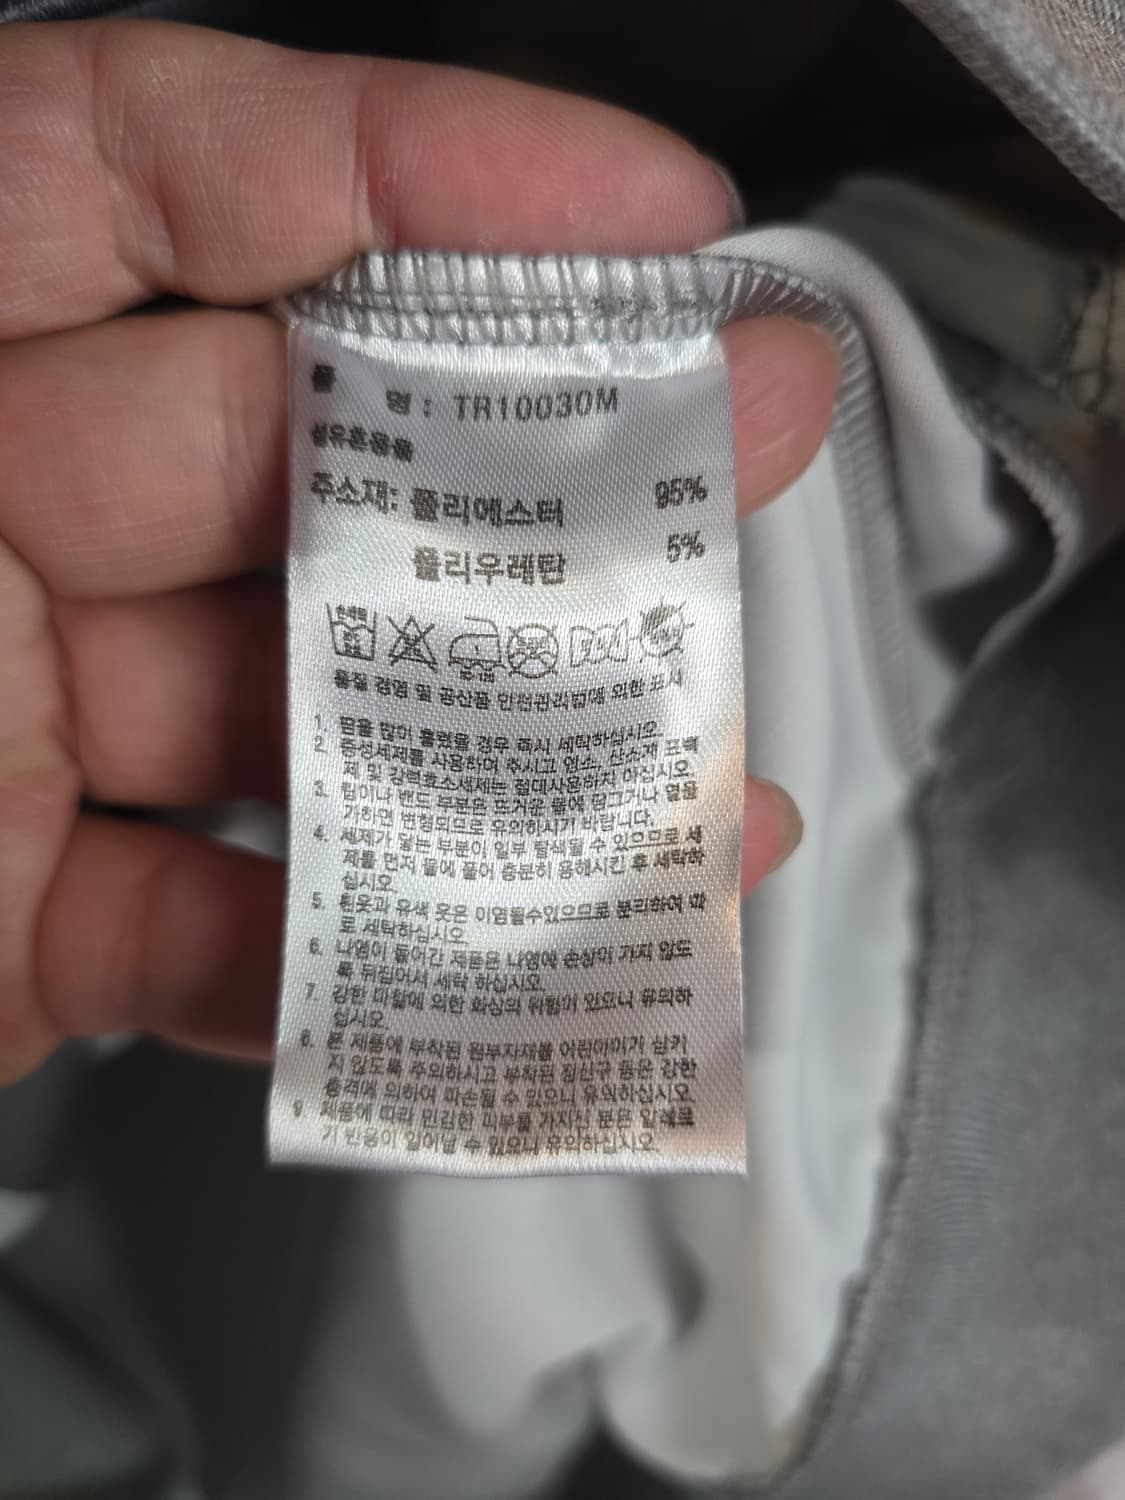 품 명 : TR10030M
섬유혼용율
주소재: 폴리에스터 95%
폴리우레탄 5%
품질 경영 및 공산품 안전관리법에 의한 표시
1. 땀을 많이 흘렸을 경우 즉시 세탁하십시오.
2. 중성세제를 사용하여 주시고 염소, 산소계 표백
제 및 강력효소세제는 절대사용하지 마십시오.
3. 힙이나 밴드 부분은 뜨거운 물에 담그거나 열을
가하면 변형되므로 유의하시기 바랍니다.
4. 세제가 닿는 부분이 일부 탈색될 수 있으므로 세
제를 먼저 물에 풀어 충분히 용해시킨 후 세탁하
십시오.
5. 흰옷과 유색 옷은 이염될수있으므로 분리하여 따
로 세탁하십시오.
6. 나염이 들어간 제품은 나염에 손상이 가지 않도
록 뒤집어서 세탁 하십시오.
7. 강한 마찰에 의한 화상의 위험이 있으니 유의하
십시오.
8. 본 제품에 부착된 원부자재를 어린아이가 삼키
지 않도록 주의하시고 부착된 장신구 등은 강한
충격에 의하여 파손될 수 있으니 유의하십시오.
9. 제품에 따라 민감한 피부를 가지신 분은 알레르
기 반응이 일어날 수 있으니 유의하십시오.